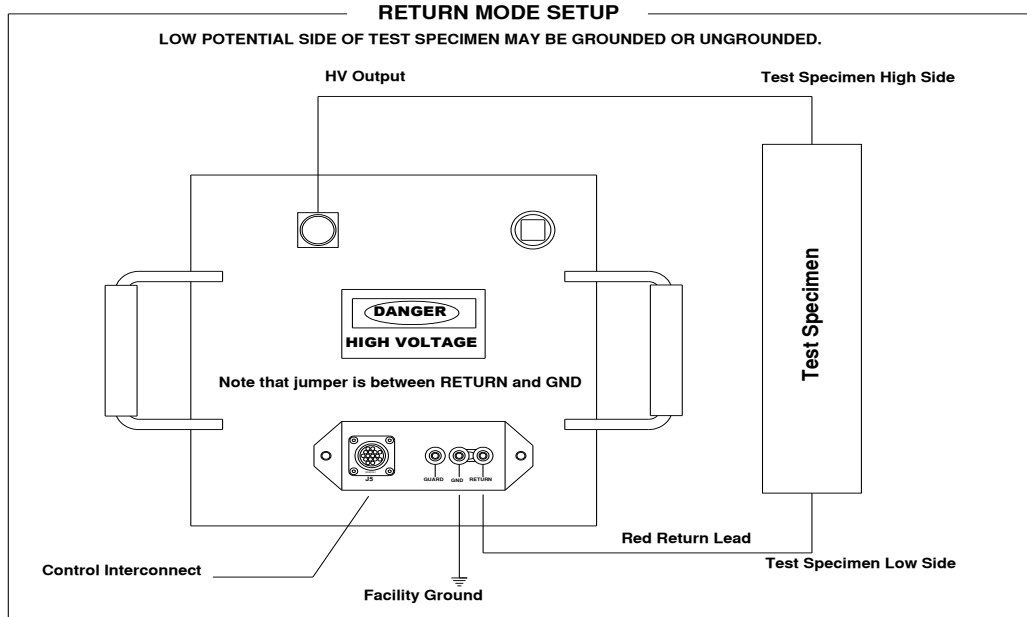 RETURN MODE SETUP
LOW POTENTIAL SIDE OF TEST SPECIMEN MAY BE GROUNDED OR UNGROUNDED.
HV Output
Test Specimen High Side
Test Specimen
DANGER
HIGH VOLTAGE
Note that jumper is between RETURN and GND
J5
GUARD GND RETURN
Red Return Lead
Test Specimen Low Side
Control Interconnect
Facility Ground